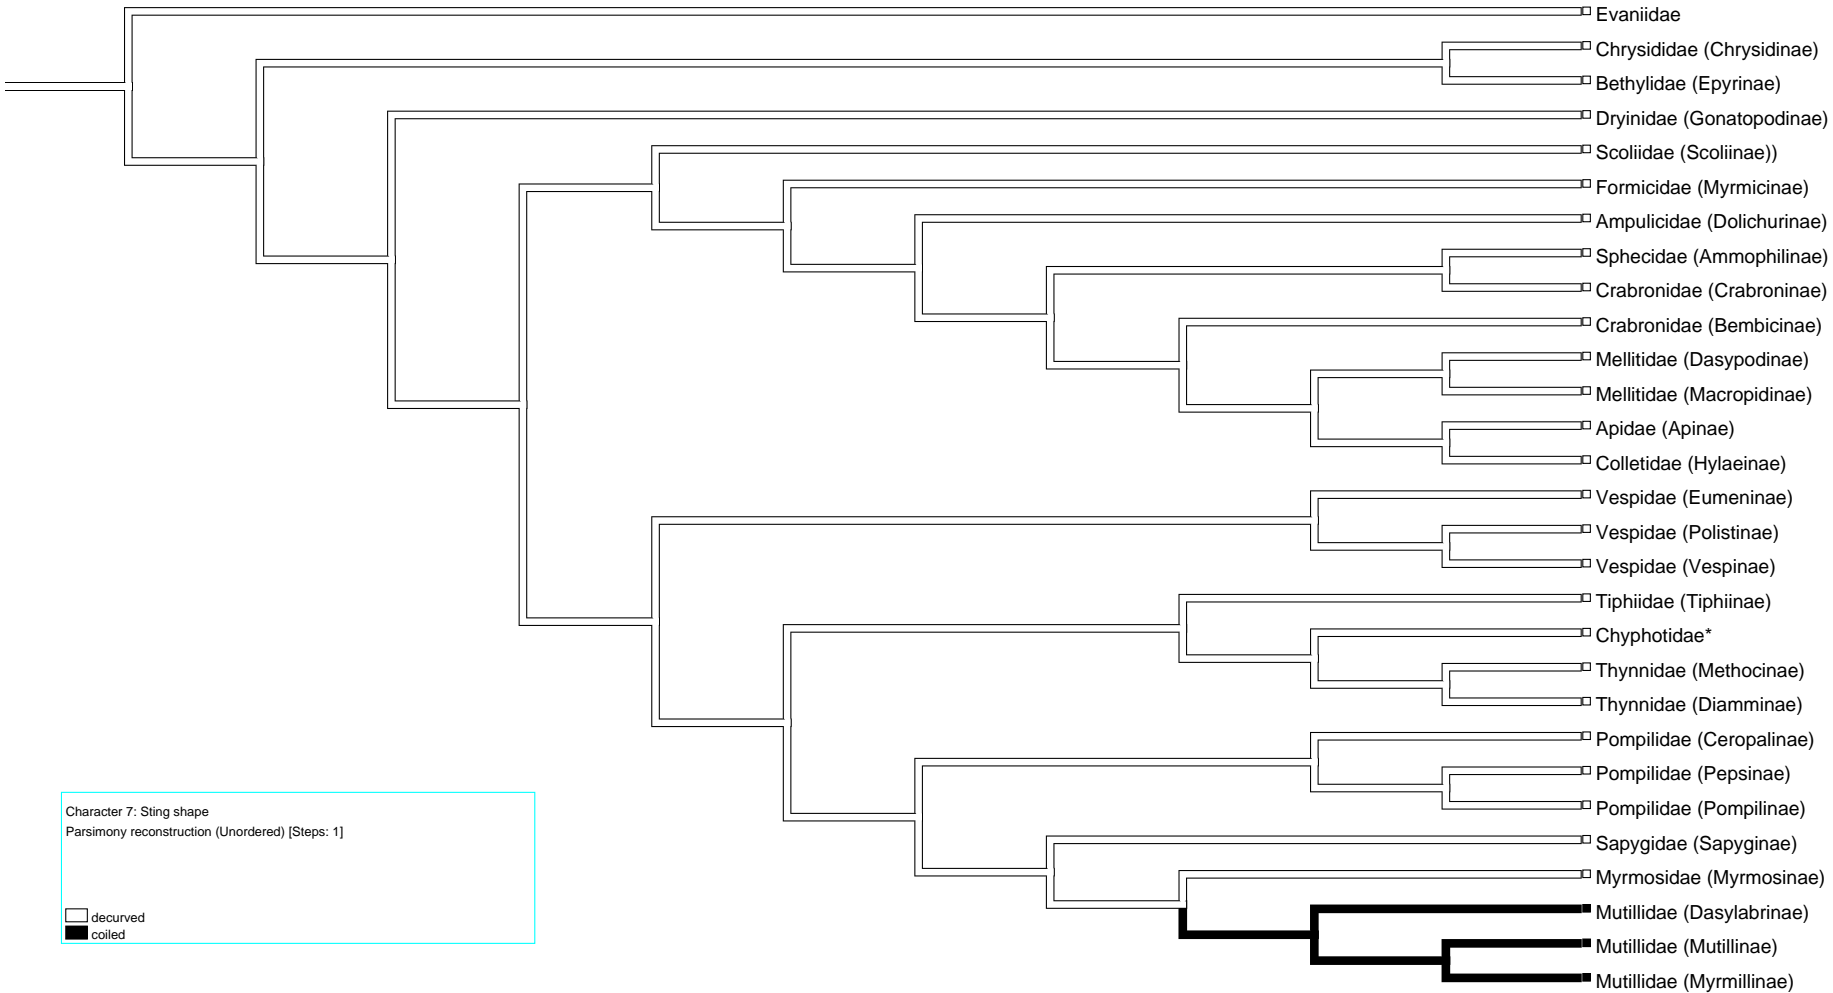 Evaniidae
Chrysididae (Chrysidinae)
Bethylidae (Epyrinae)
Dryinidae (Gonatopodinae)
Scoliidae (Scoliinae))
Formicidae (Myrmicinae)
Ampulicidae (Dolichurinae)
Sphecidae (Ammophilinae)
Crabronidae (Crabroninae)
Crabronidae (Bembicinae)
Mellitidae (Dasypodinae)
Mellitidae (Macropidinae)
Apidae (Apinae)
Colletidae (Hylaeinae)
Vespidae (Eumeninae)
Vespidae (Polistinae)
Vespidae (Vespinae)
Tiphiidae (Tiphiinae)
Chyphotidae*
Thynnidae (Methocinae)
Thynnidae (Diamminae)
Pompilidae (Ceropalinae)
Pompilidae (Pepsinae)
Pompilidae (Pompilinae)
Sapygidae (Sapyginae)
Myrmosidae (Myrmosinae)
Mutillidae (Dasylabrinae)
Mutillidae (Mutillinae)
Mutillidae (Myrmillinae)
Character 7: Sting shape
Parsimony reconstruction (Unordered) [Steps: 1]
decurved
coiled